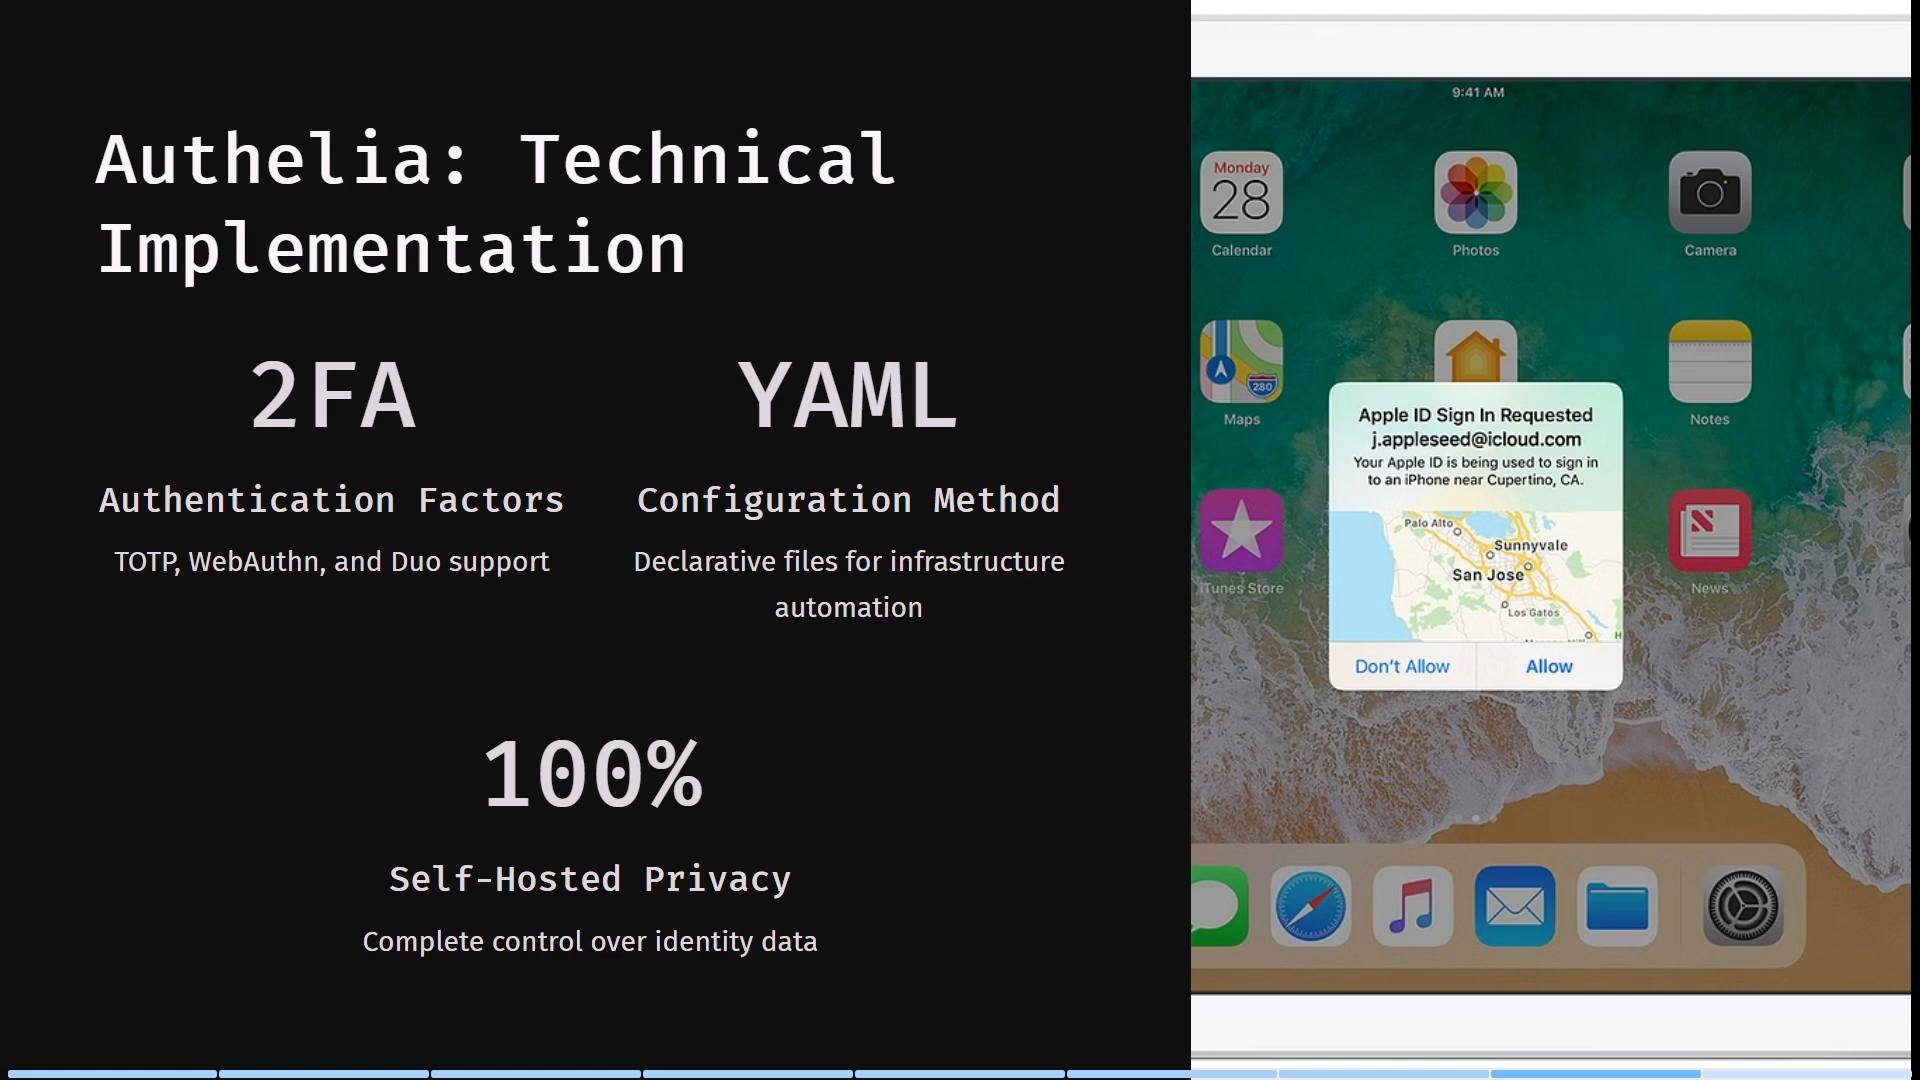 Authelia: Technical
Implementation
2FA
Authentication Factors
TOTP, WebAuthn, and Duo support
YAML
Configuration Method
Declarative files for infrastructure
automation
100%
Self-Hosted Privacy
Complete control over identity data
9:41 AM
Monday
28
Calendar
Photos
Camera
280
Maps
Notes
Apple ID Sign In Requested
j.appleseed@icloud.com
Your Apple ID is being used to sign in
to an iPhone near Cupertino, CA.
Palo Alto
Sunnyvale
San Jose
Los Gatos
Don't Allow
Allow
iTunes Store
News